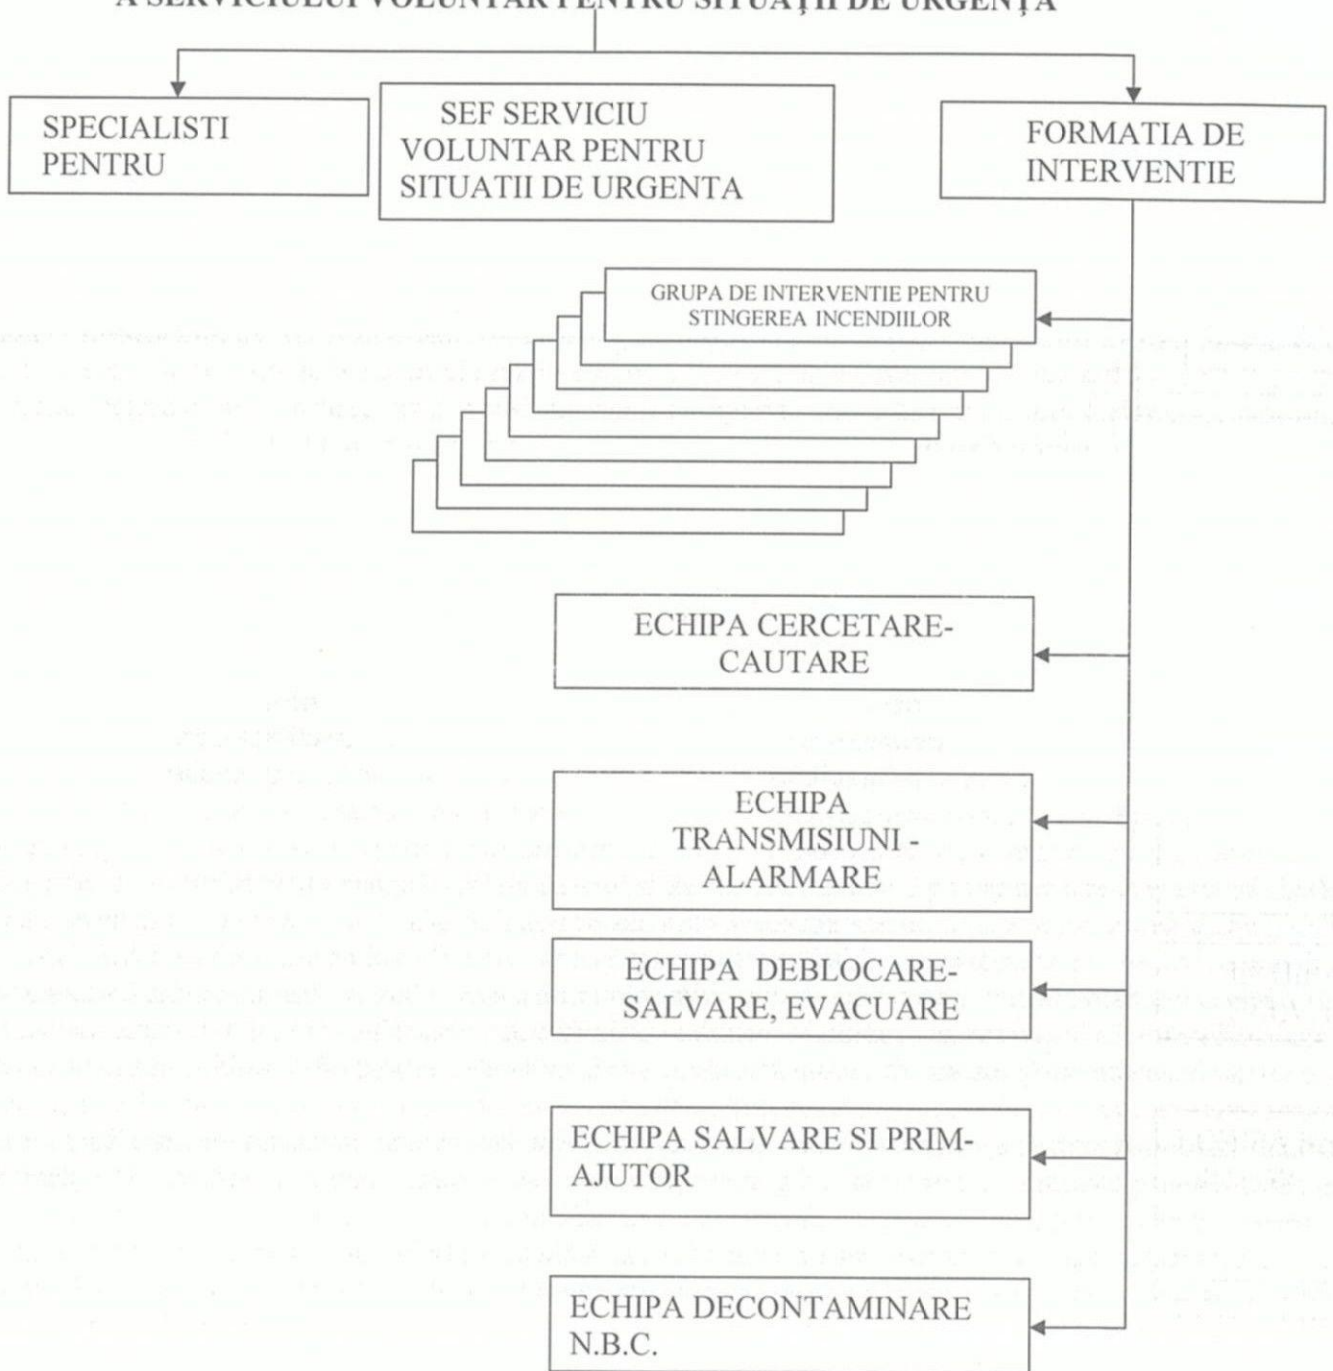 A SERVICIULUI VOLUNTAR PENTRU SITUAŢII DE URGENŢA
SPECIALISTI
PENTRU
SEF SERVICIU
VOLUNTAR PENTRU
SITUATII DE URGENTA
FORMATIA DE
INTERVENTIE
GRUPA DE INTERVENTIE PENTRU
STINGEREA INCENDIILOR
ECHIPA CERCETARE-
CAUTARE
ECHIPA
TRANSMISIUNI -
ALARMARE
ECHIPA DEBLOCARE-
SALVARE, EVACUARE
ECHIPA SALVARE SI PRIM-
AJUTOR
ECHIPA DECONTAMINARE
N.B.C.